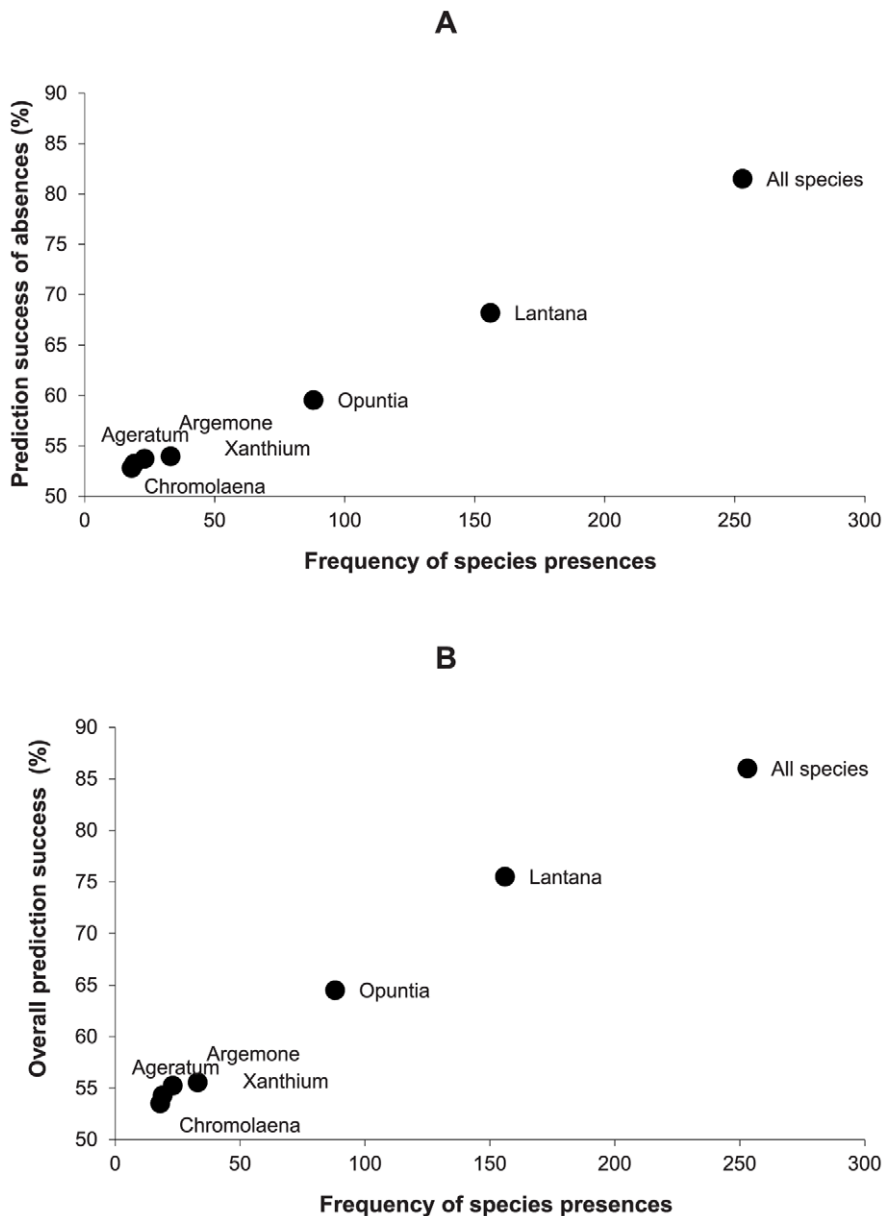 A
Prediction success of absences (%)
90
85
80
75
70
65
60
55
50
All species
Lantana
Opuntia
Argemone
Ageratum
Xanthium
Chromolaena
0 50 100 150 200 250 300
Frequency of species presences
B
Overall prediction success (%)
90
85
80
75
70
65
60
55
50
All species
Lantana
Opuntia
Argemone
Ageratum
Xanthium
Chromolaena
0 50 100 150 200 250 300
Frequency of species presences